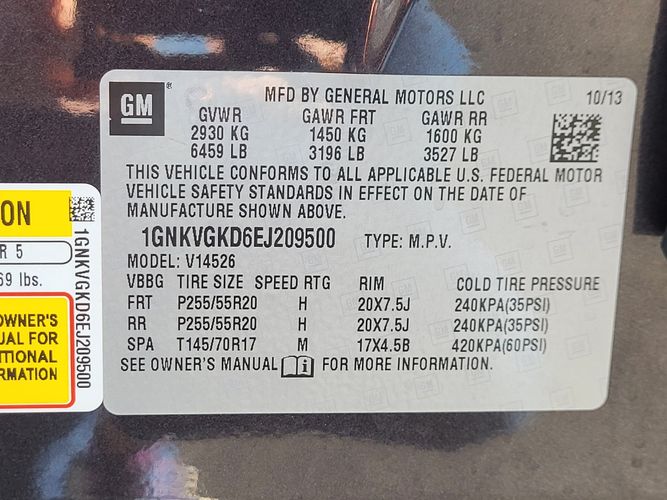 GM
MFD BY GENERAL MOTORS LLC 10/13
GVWR GAWR FRT GAWR RR
2930 KG 1450 KG 1600 KG
6459 LB 3196 LB 3527 LB
THIS VEHICLE CONFORMS TO ALL APPLICABLE U.S. FEDERAL MOTOR
VEHICLE SAFETY STANDARDS IN EFFECT ON THE DATE OF
MANUFACTURE SHOWN ABOVE.
1GNKVGKD6EJ209500 TYPE: M.P.V.
MODEL: V14526
VBBG TIRE SIZE SPEED RTG RIM COLD TIRE PRESSURE
FRT P255/55R20 H 20X7.5J 240KPA(35PSI)
RR P255/55R20 H 20X7.5J 240KPA(35PSI)
SPA T145/70R17 M 17X4.5B 420KPA(60PSI)
SEE OWNER'S MANUAL FOR MORE INFORMATION.
ON
R 5
69 lbs.
OWNER'S
UAL FOR
ITIONAL
RMATION
1GNKVGKD6EJ209500